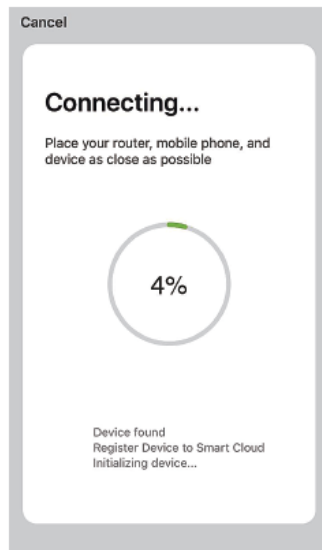 Cancel
Connecting...
Place your router, mobile phone, and
device as close as possible
4%
Device found
Register Device to Smart Cloud
Initializing device...